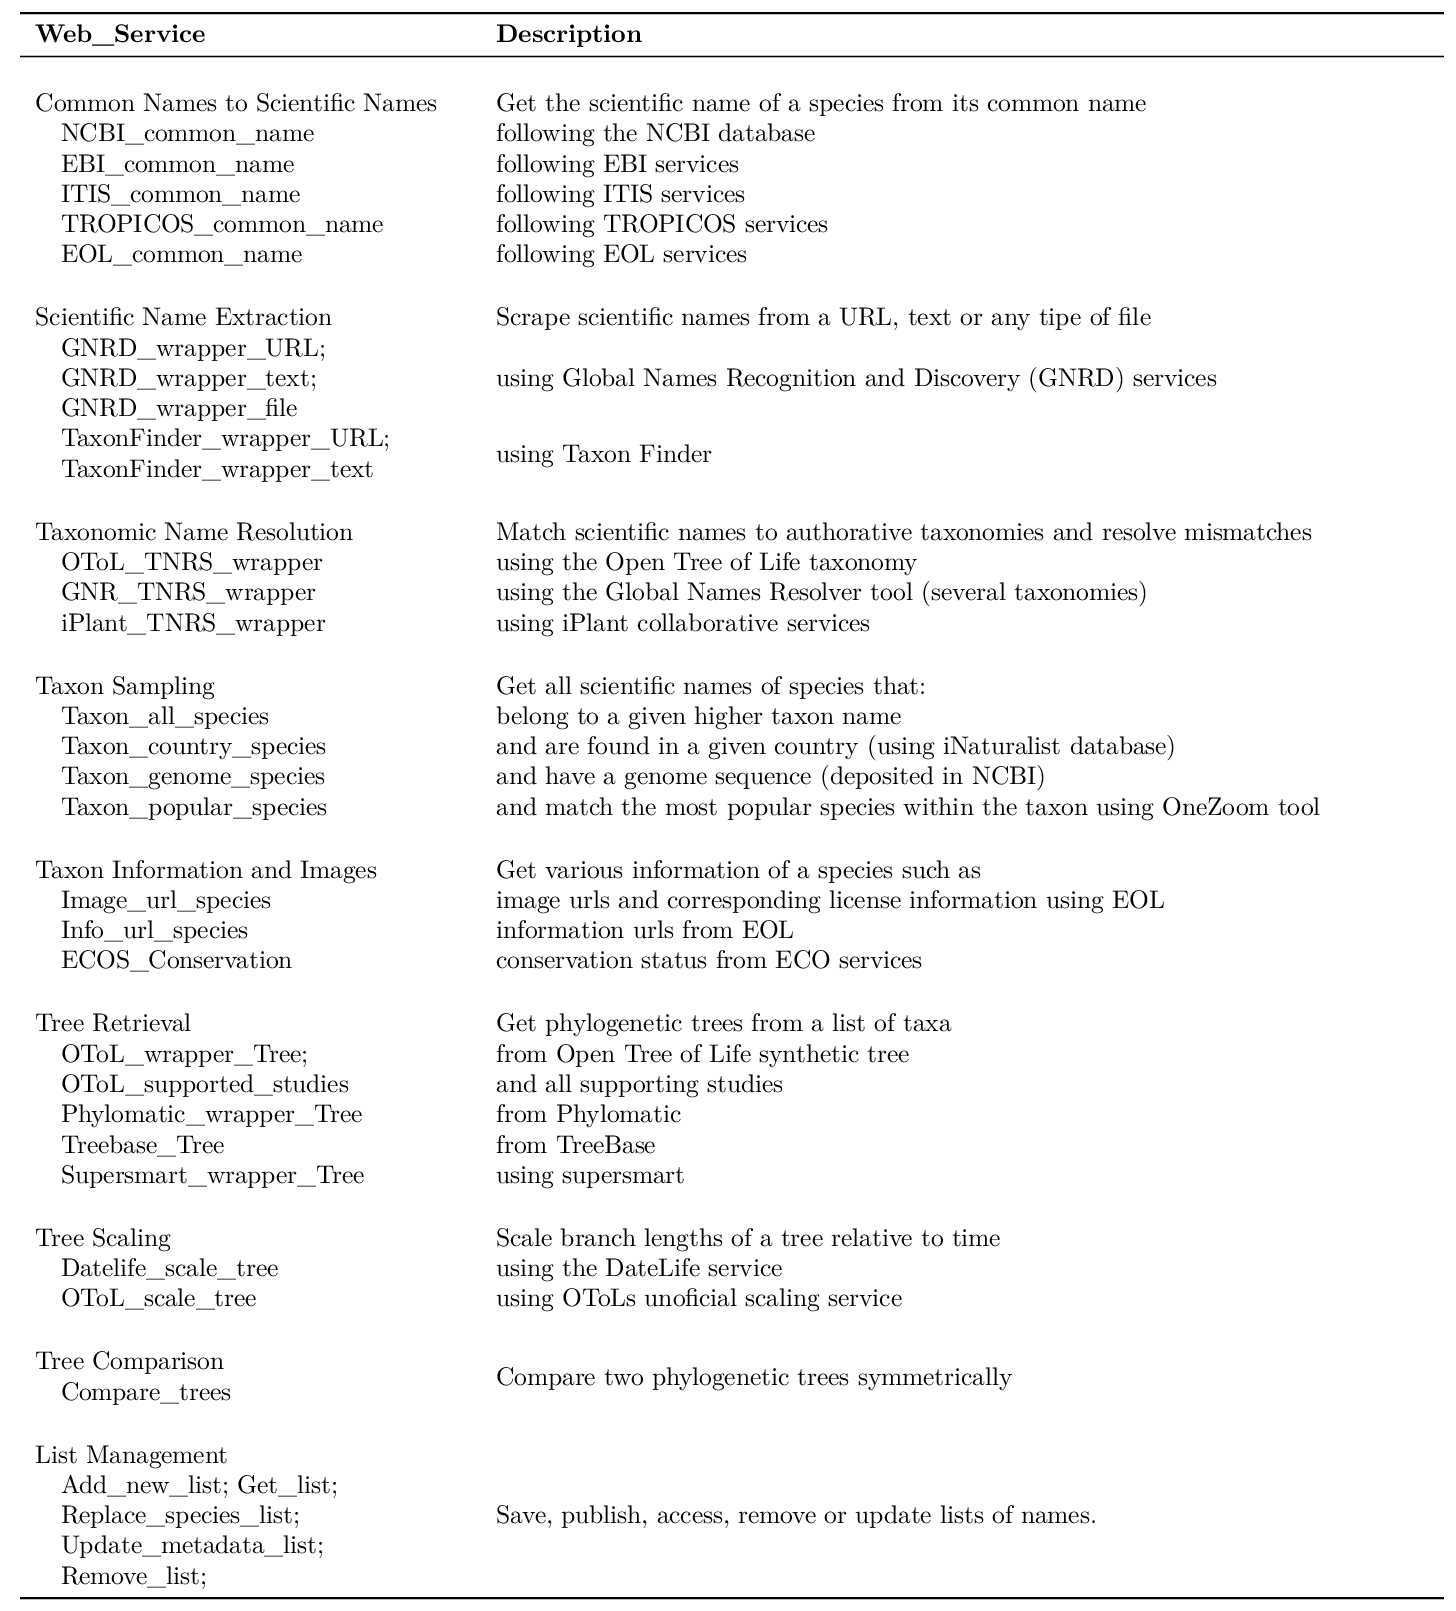 Web_Service Description
Common Names to Scientific Names Get the scientific name of a species from its common name
NCBI_common_name following the NCBI database
EBI_common_name following EBI services
ITIS_common_name following ITIS services
TROPICOS_common_name following TROPICOS services
EOL_common_name following EOL services
Scientific Name Extraction Scrape scientific names from a URL, text or any tipe of file
GNRD_wrapper_URL;
GNRD_wrapper_text; using Global Names Recognition and Discovery (GNRD) services
GNRD_wrapper_file
TaxonFinder_wrapper_URL;
using Taxon Finder
TaxonFinder_wrapper_text
Taxonomic Name Resolution Match scientific names to authorative taxonomies and resolve mismatches
OToL_TNRS_wrapper using the Open Tree of Life taxonomy
GNR_TNRS_wrapper using the Global Names Resolver tool (several taxonomies)
iPlant_TNRS_wrapper using iPlant collaborative services
Taxon Sampling Get all scientific names of species that:
Taxon_all_species belong to a given higher taxon name
Taxon_country_species and are found in a given country (using iNaturalist database)
Taxon_genome_species and have a genome sequence (deposited in NCBI)
Taxon_popular_species and match the most popular species within the taxon using OneZoom tool
Taxon Information and Images Get various information of a species such as
Image_url_species image urls and corresponding license information using EOL
Info_url_species information urls from EOL
ECOS_Conservation conservation status from ECO services
Tree Retrieval Get phylogenetic trees from a list of taxa
OToL_wrapper_Tree; from Open Tree of Life synthetic tree
OToL_supported_studies and all supporting studies
Phylomatic_wrapper_Tree from Phylomatic
Treebase_Tree from TreeBase
Supersmart_wrapper_Tree using supersmart
Tree Scaling Scale branch lengths of a tree relative to time
Datelife_scale_tree using the DateLife service
OToL_scale_tree using OToLs unoficial scaling service
Tree Comparison
Compare two phylogenetic trees symmetrically
Compare_trees
List Management
Add_new_list; Get_list;
Replace_species_list; Save, publish, access, remove or update lists of names.
Update_metadata_list;
Remove_list;